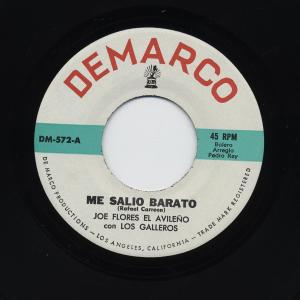 DEMARCO
DM-572-A
45 RPM
Bolero
Arreglo
Pedro Rey
ME SALIO BARATO
(Rafael Carreon)
JOE FLORES EL AVILEÑO
con LOS GALLEROS
DE MARCO PRODUCTIONS - LOS ANGELES, CALIFORNIA - TRADE MARK REGISTERED